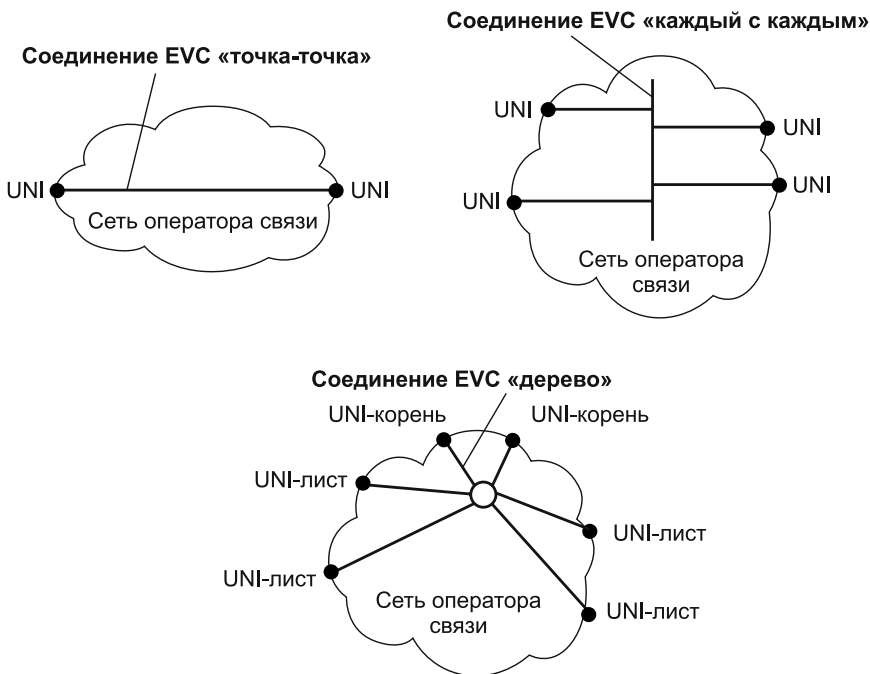 Соединение EVC «точка-точка»
UNI
UNI
Сеть оператора связи
Соединение EVC «каждый с каждым»
UNI
UNI
UNI
UNI
Сеть оператора
связи
Соединение EVC «дерево»
UNI-корень
UNI-корень
UNI-лист
UNI-лист
UNI-лист
UNI-лист
Сеть оператора
связи